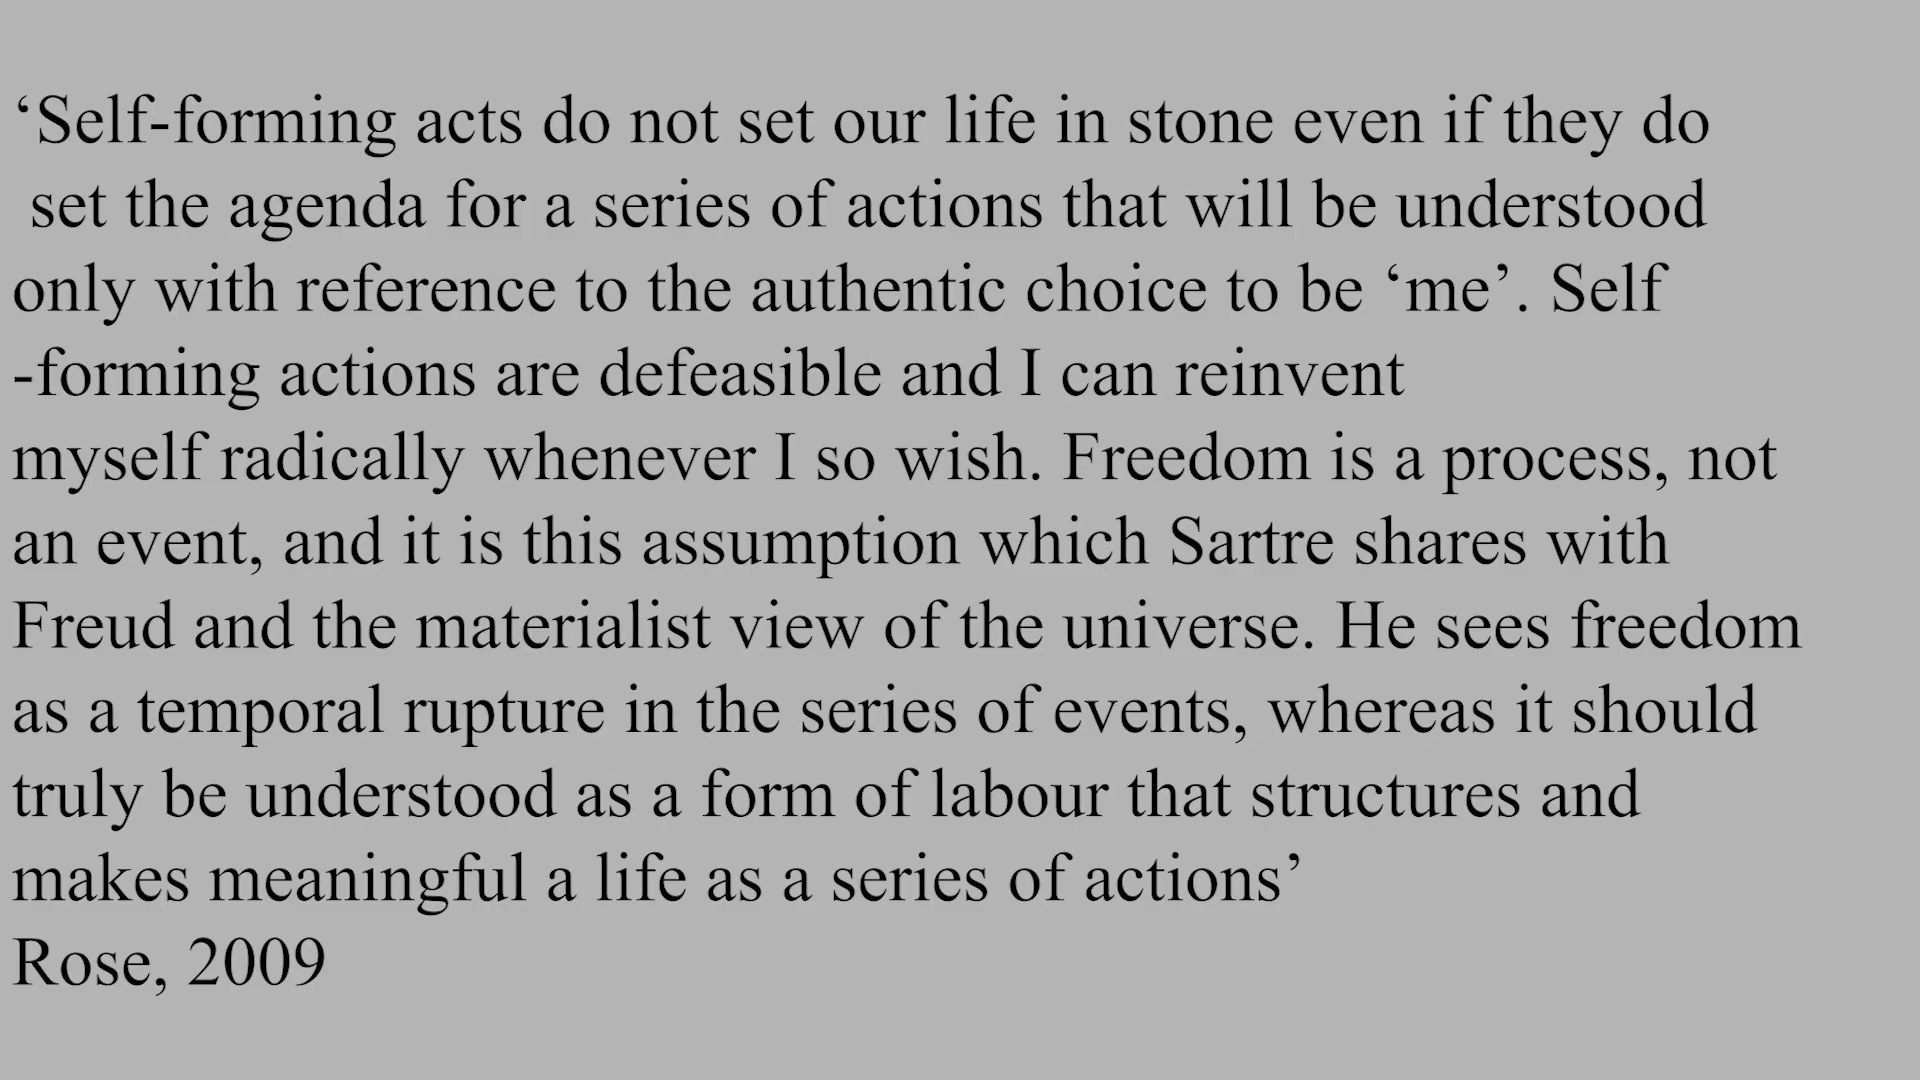 ‘Self-forming acts do not set our life in stone even if they do
set the agenda for a series of actions that will be understood
only with reference to the authentic choice to be ‘me’. Self
-forming actions are defeasible and I can reinvent
myself radically whenever I so wish. Freedom is a process, not
an event, and it is this assumption which Sartre shares with
Freud and the materialist view of the universe. He sees freedom
as a temporal rupture in the series of events, whereas it should
truly be understood as a form of labour that structures and
makes meaningful a life as a series of actions’
Rose, 2009